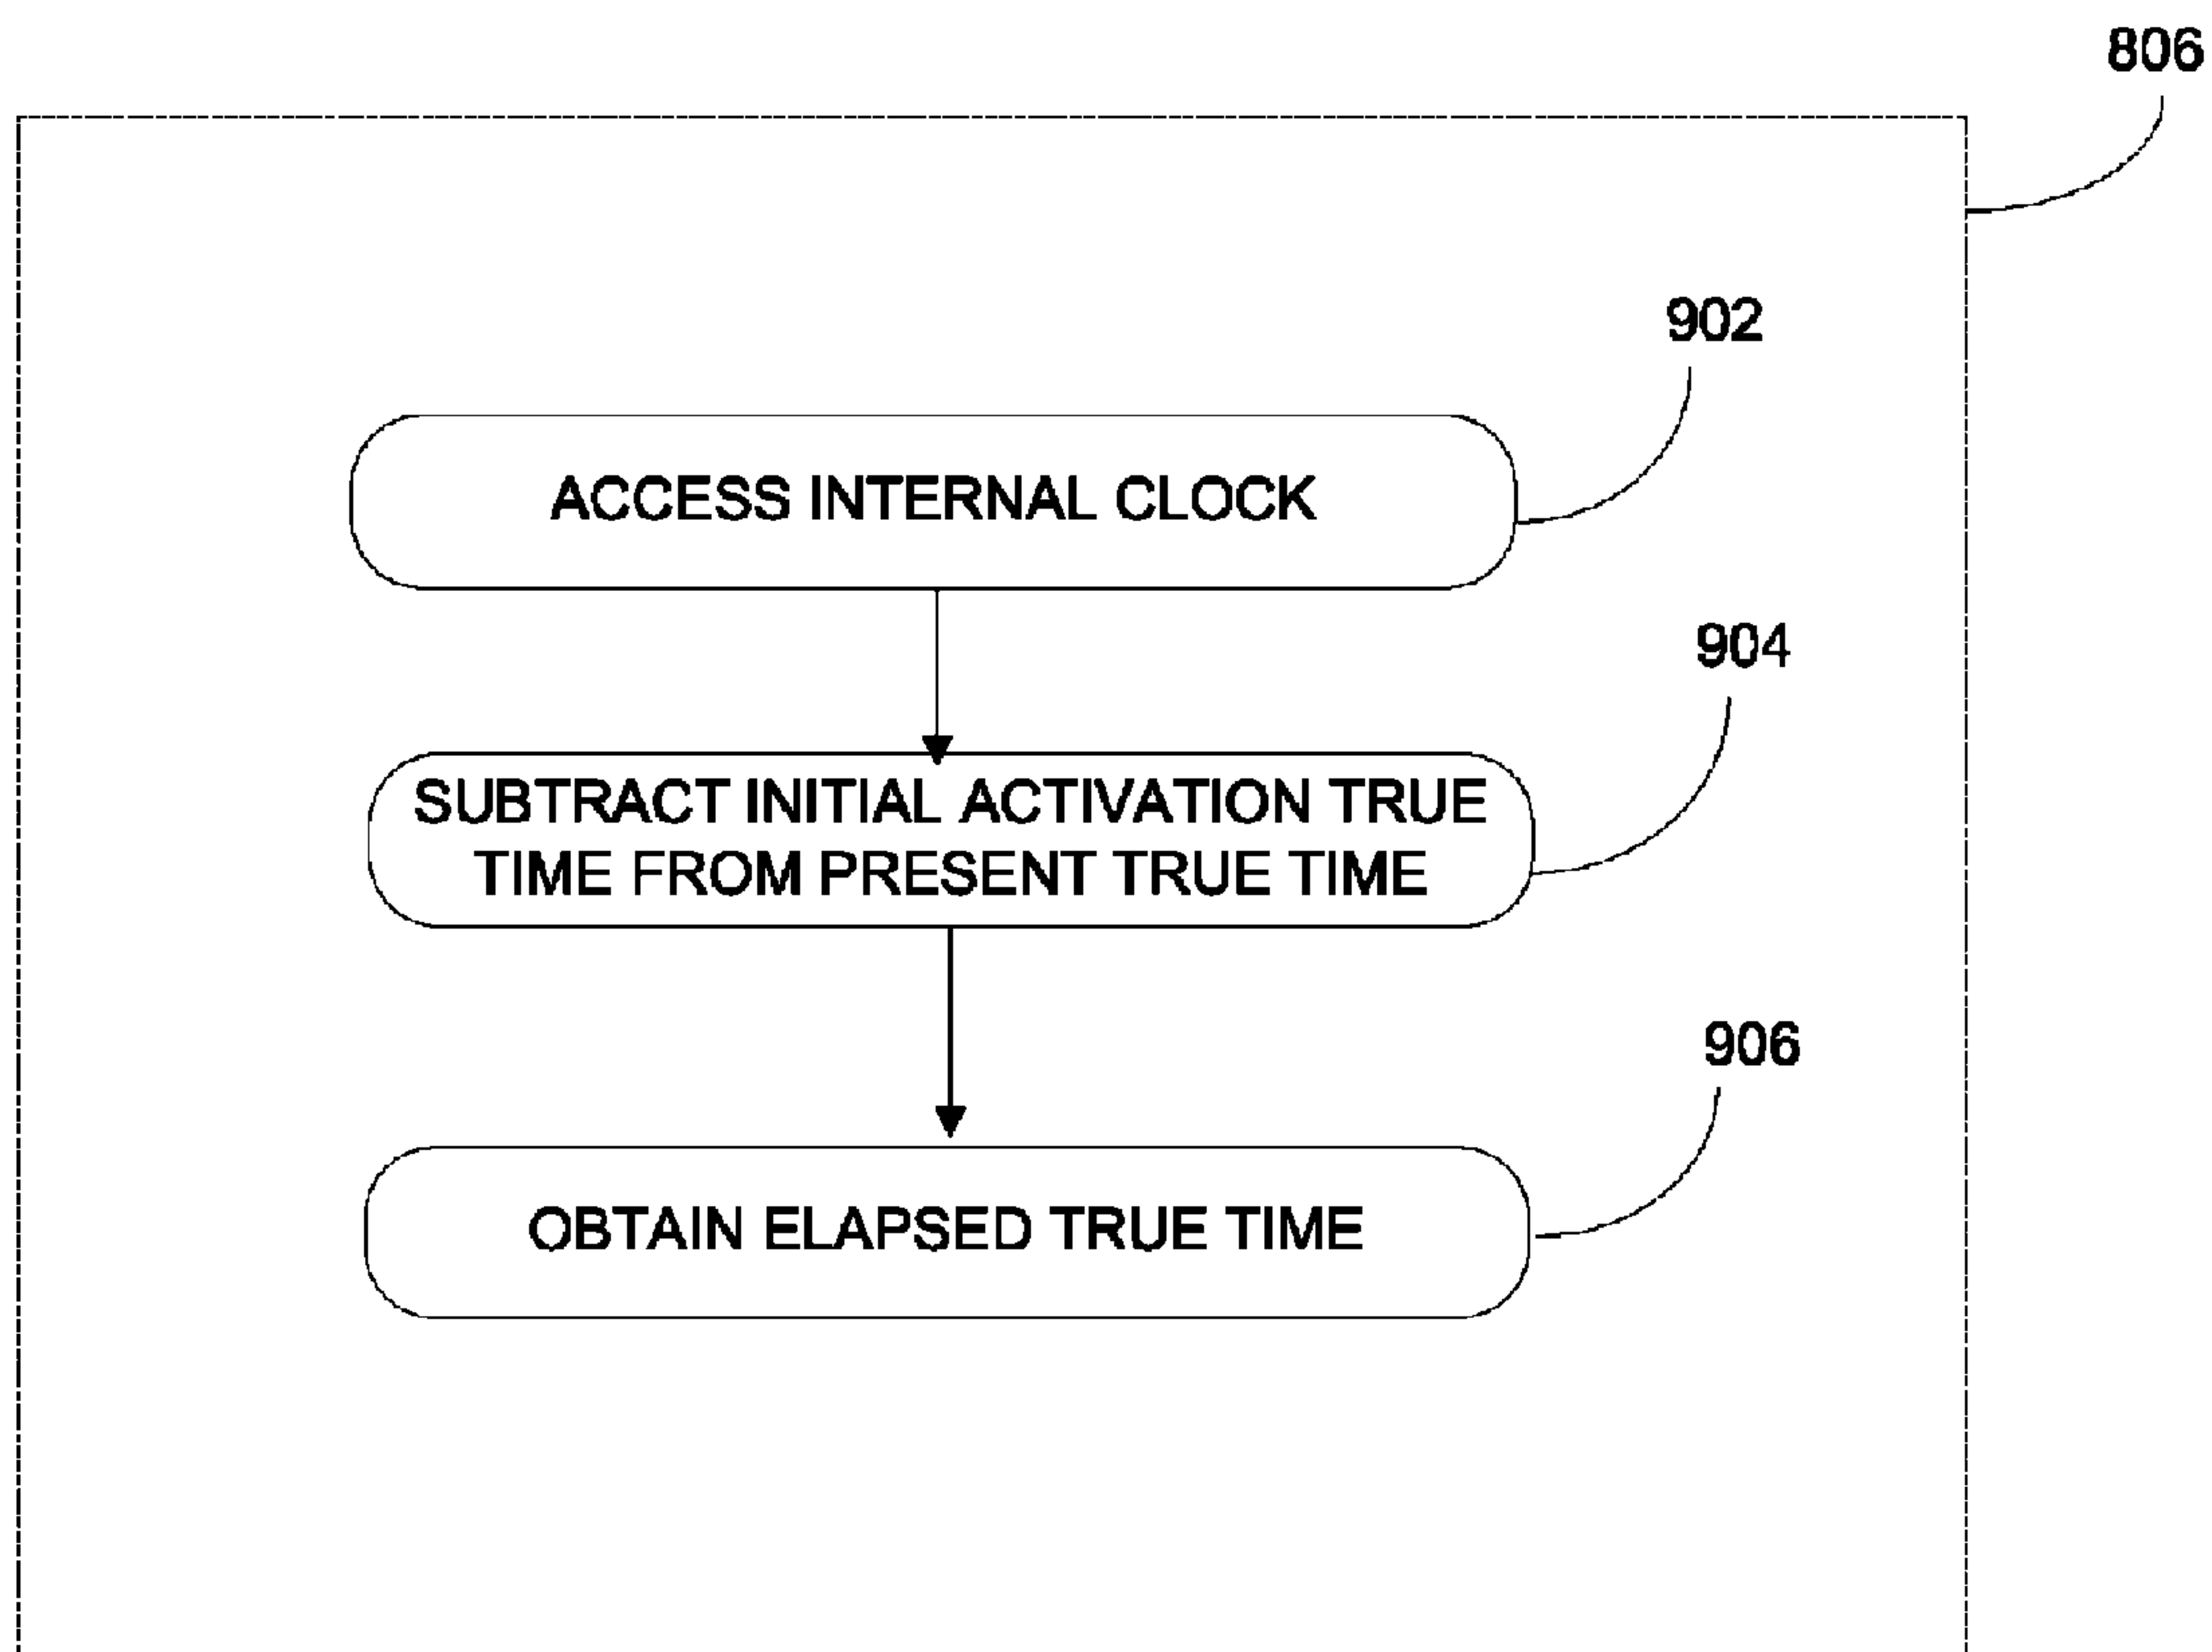 806
902
ACCESS INTERNAL CLOCK
904
SUBTRACT INITIAL ACTIVATION TRUE
TIME FROM PRESENT TRUE TIME
906
OBTAIN ELAPSED TRUE TIME